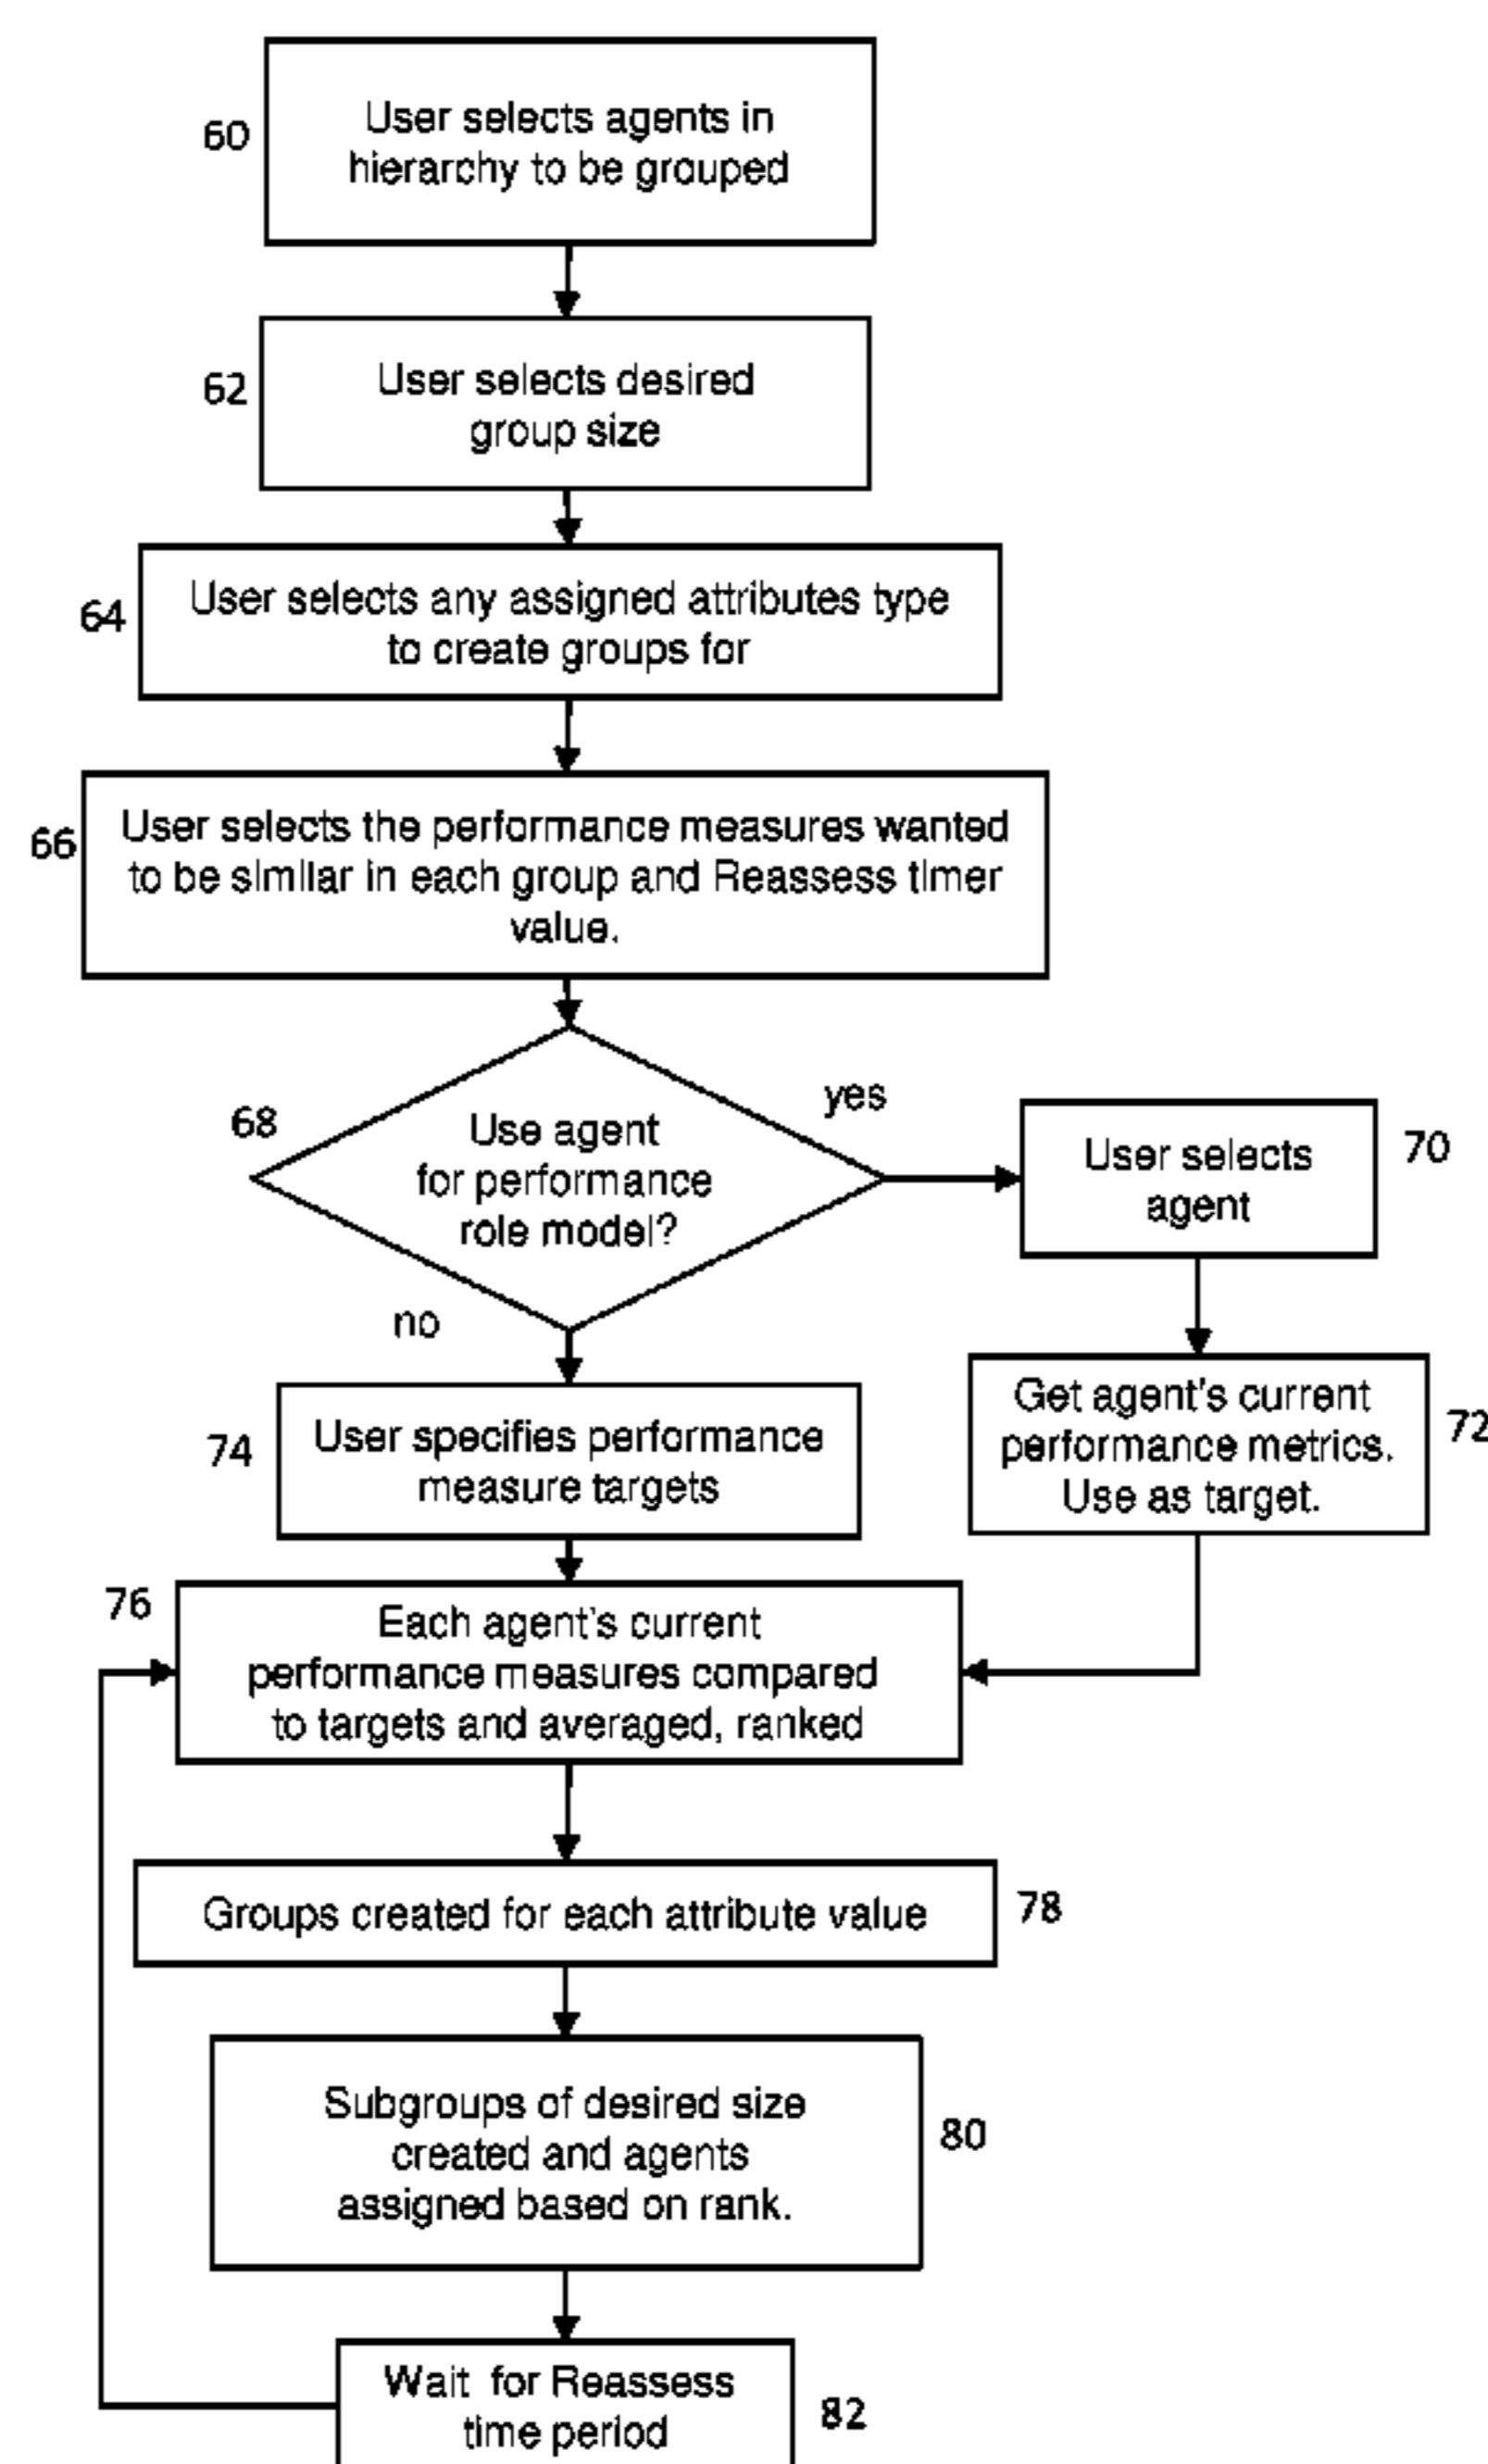 60
User selects agents in
hierarchy to be grouped
62
User selects desired
group size
64
User selects any assigned attributes type
to create groups for
66
User selects the performance measures wanted
to be similar in each group and Reassess timer
value.
68
Use agent
for performance
role model?
yes
no
User selects
agent
70
Get agent's current
performance metrics.
Use as target.
72
74
User specifies performance
measure targets
76
Each agent's current
performance measures compared
to targets and averaged, ranked
Groups created for each attribute value
78
Subgroups of desired size
created and agents
assigned based on rank.
80
Wait for Reassess
time period
82